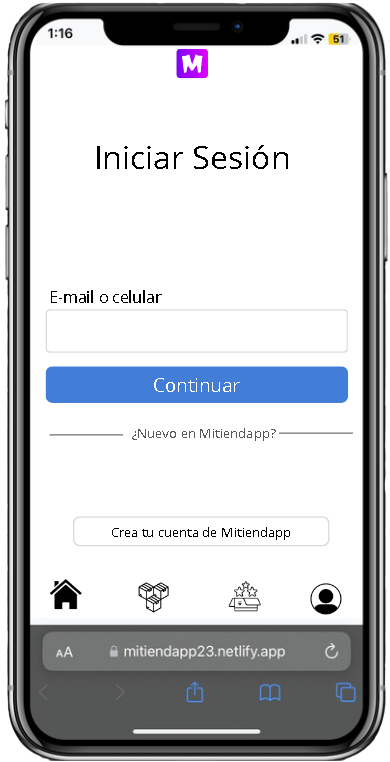 1:16
51
M
Iniciar Sesión
E-mail o celular
Continuar
¿Nuevo en Mitiendapp?
Crea tu cuenta de Mitiendapp
AA mitiendapp23.netlify.app